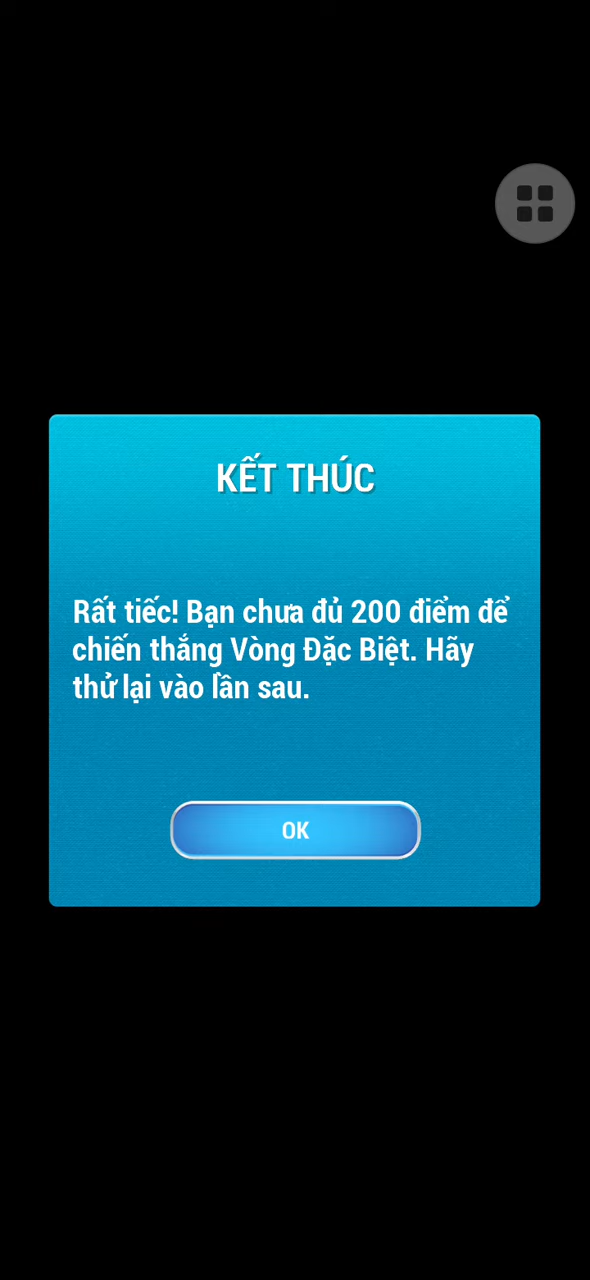 KẾT THÚC
Rất tiếc! Bạn chưa đủ 200 điểm để
chiến thắng Vòng Đặc Biệt. Hãy
thử lại vào lần sau.
OK